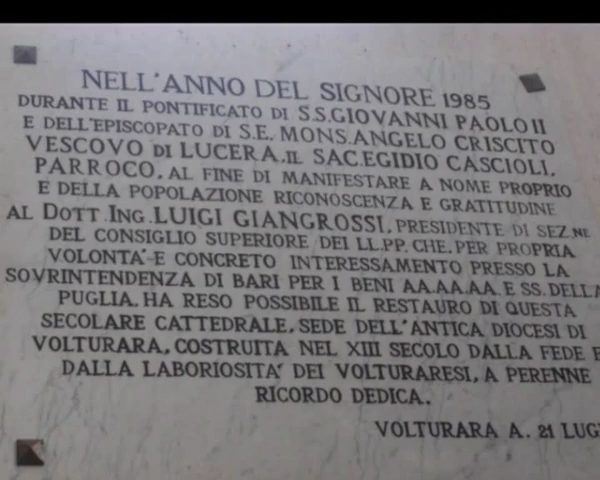 NELL'ANNO DEL SIGNORE 1985
DURANTE IL PONTIFICATO DI S.S.GIOVANNI PAOLO II
E DELL'EPISCOPATO DI S.E. MONS.ANGELO CRISCITO
VESCOVO DI LUCERA. IL SAC.EGIDIO CASCIOLI,
PARROCO, AL FINE DI MANIFESTARE A NOME PROPRIO
E DELLA POPOLAZIONE RICONOSCENZA E GRATITUDINE
AL DOTT. ING. LUIGI GIANGROSSI, PRESIDENTE DI SEZ.NE
DEL CONSIGLIO SUPERIORE DEI LL.PP. CHE, PER PROPRIA
VOLONTA' E CONCRETO INTERESSAMENTO PRESSO LA
SOVRINTENDENZA DI BARI PER I BENI AA.AA.AA. E SS. DELLA
PUGLIA, HA RESO POSSIBILE IL RESTAURO DI QUESTA
SECOLARE CATTEDRALE, SEDE DELL'ANTICA DIOCESI DI
VOLTURARA, COSTRUITA NEL XIII SECOLO DALLA FEDE E
DALLA LABORIOSITA' DEI VOLTURARESI, A PERENNE
RICORDO DEDICA.
VOLTURARA A. 21 LUG